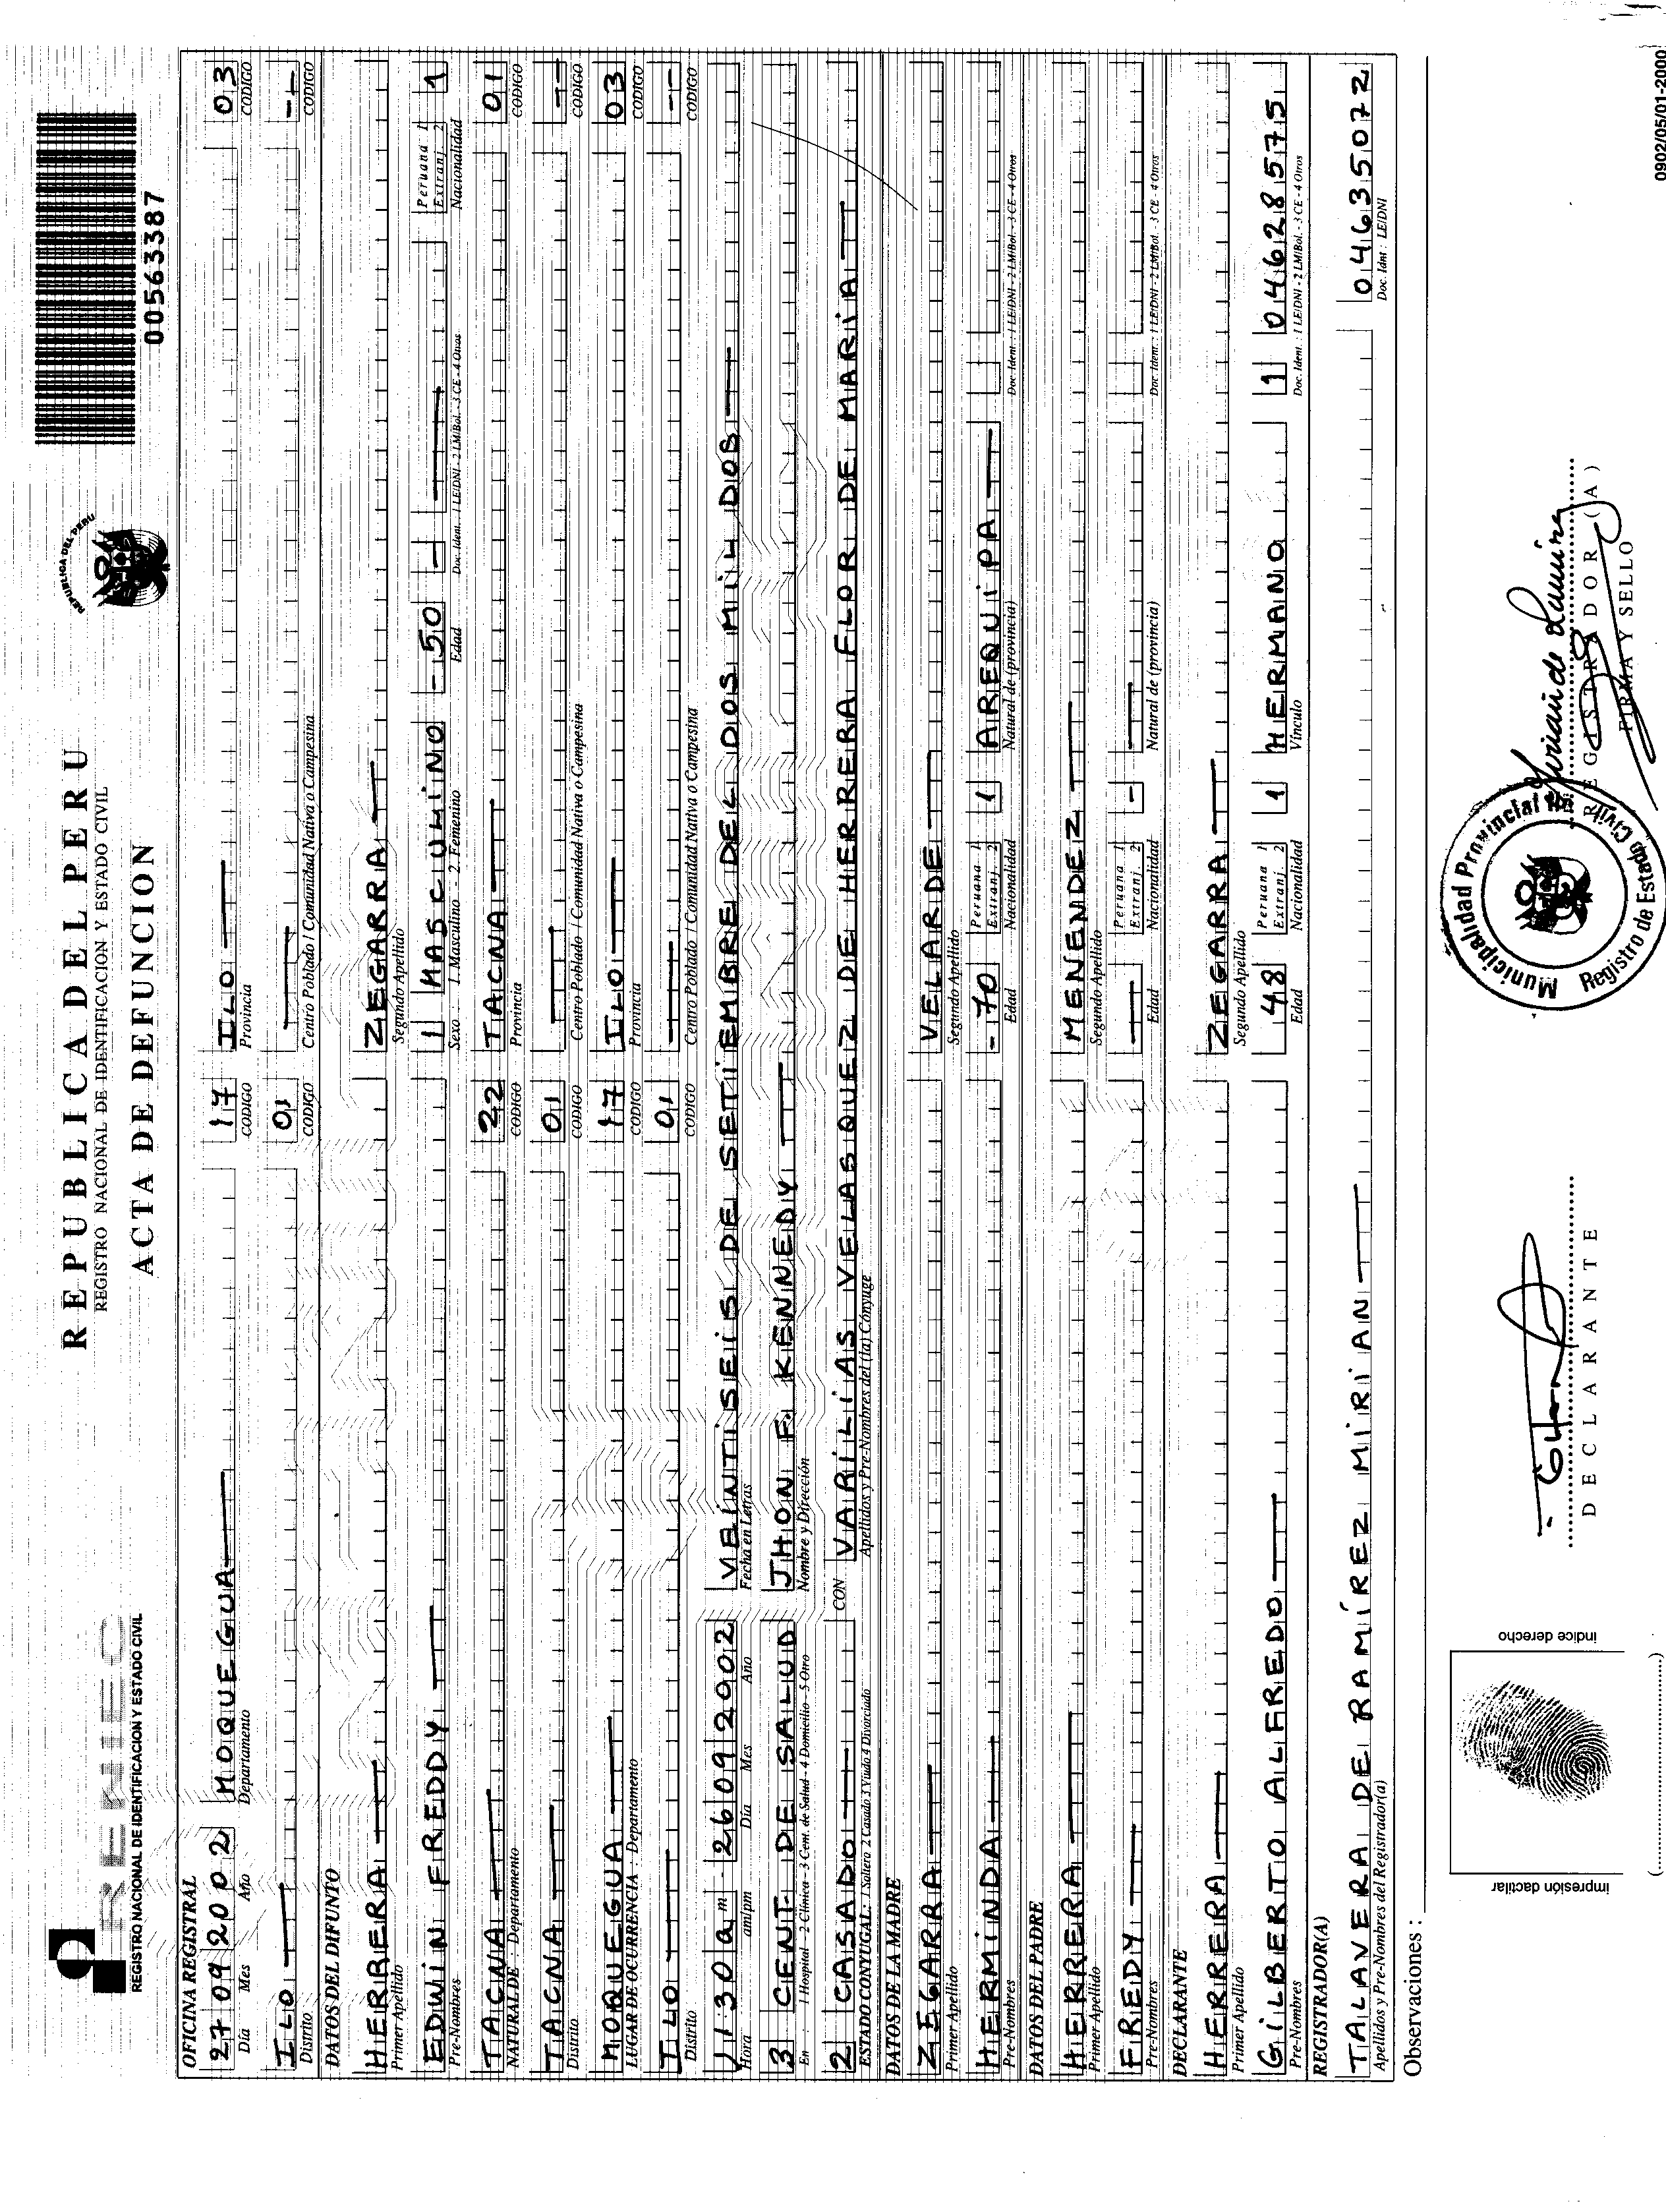 RENIEC
REGISTRO NACIONAL DE IDENTIFICACION Y ESTADO CIVIL
REPUBLICA DEL PERU
REGISTRO NACIONAL DE IDENTIFICACION Y ESTADO CIVIL
ACTA DE DEFUNCION
REPUBLICA DEL PERU
00563387
OFICINA REGISTRAL
27 09 2002 MOQUEGUA 17 ILO 03
Día Mes Año Departamento CODIGO Provincia CODIGO
ILO 01 --
Distrito CODIGO Centro Poblado / Comunidad Nativa o Campesina CODIGO
DATOS DEL DIFUNTO
HERRERA ZEGARRA
Primer Apellido Segundo Apellido
EDWIN FREDDY 1 MASCULINO - 50 - Peruana 1 Extranj. 2 1
Pre-Nombres Sexo : 1. Masculino - 2. Femenino Edad Doc. Ident. 1 LE/DNI - 2 LM/Bol. - 3 CE - 4 Otros Nacionalidad
TACNA 22 TACNA 01
NATURAL DE : Departamento CODIGO Provincia CODIGO
TACNA 01 --
Distrito CODIGO Centro Poblado / Comunidad Nativa o Campesina CODIGO
MOQUEGUA 17 ILO 03
LUGAR DE OCURRENCIA : Departamento CODIGO Provincia CODIGO
ILO 01 --
Distrito CODIGO Centro Poblado / Comunidad Nativa o Campesina CODIGO
11:30 a m - 26 09 2002 VEINTISEIS DE SETIEMBRE DEL DOS MIL DOS
Hora am/pm Día Mes Año Fecha en Letras
3 CENT. DE SALUD JHON F. KENNEDY
En : 1 Hospital - 2 Clínica - 3 Cent. de Salud - 4 Domicilio - 5 Otro Nombre y Dirección
2 CASADO CON VARILIAS VELASQUEZ DE HERRERA FLOR DE MARIA
ESTADO CONYUGAL: 1 Soltero 2 Casado 3 Viudo 4 Divorciado Apellidos y Pre-Nombres del (la) Cónyuge
DATOS DE LA MADRE
ZEGARRA VELARDE
Primer Apellido Segundo Apellido
HERMINDA - 70 Peruana 1 Extranj. 2 1 AREQUIPA
Pre-Nombres Edad Nacionalidad Natural de (provincia) Doc. Ident. : 1 LE/DNI - 2 LM/Bol. - 3 CE - 4 Otros
DATOS DEL PADRE
HERRERA MENENDEZ
Primer Apellido Segundo Apellido
FREDY Peruana 1 Extranj. 2 -
Pre-Nombres Edad Nacionalidad Natural de (provincia) Doc. Ident. : 1 LE/DNI - 2 LM/Bol. - 3 CE - 4 Otros
DECLARANTE
HERRERA ZEGARRA
Primer Apellido Segundo Apellido
GILBERTO ALFREDO 48 Peruana 1 Extranj. 2 1 HERMANO 1 04628575
Pre-Nombres Edad Nacionalidad Vinculo Doc. Ident. : 1 LE/DNI - 2 LM/Bol. - 3 CE - 4 Otros
REGISTRADOR(A)
TALAVERA DE RAMÍREZ MIRIAN 04635072
Apellidos y Pre-Nombres del Registrador(a) Doc. Idnt : LE/DNI
Observaciones :
impresión dactilar
índice derecho
(..........)
DECLARANTE
Municipalidad Provincial
Registro de Estado Civil
REGISTRADOR (A)
FIRMA Y SELLO
0902/05/01-2000